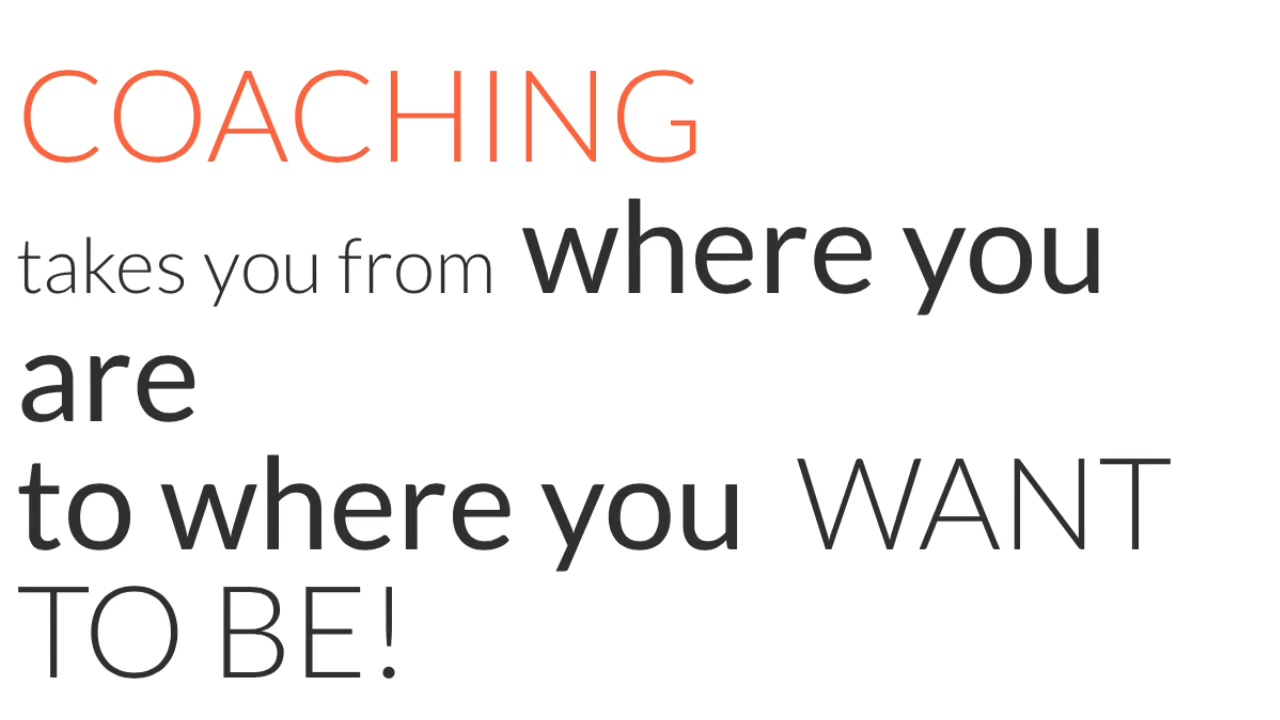 COACHING
takes you from where you
are
to where you WANT
TO BE!